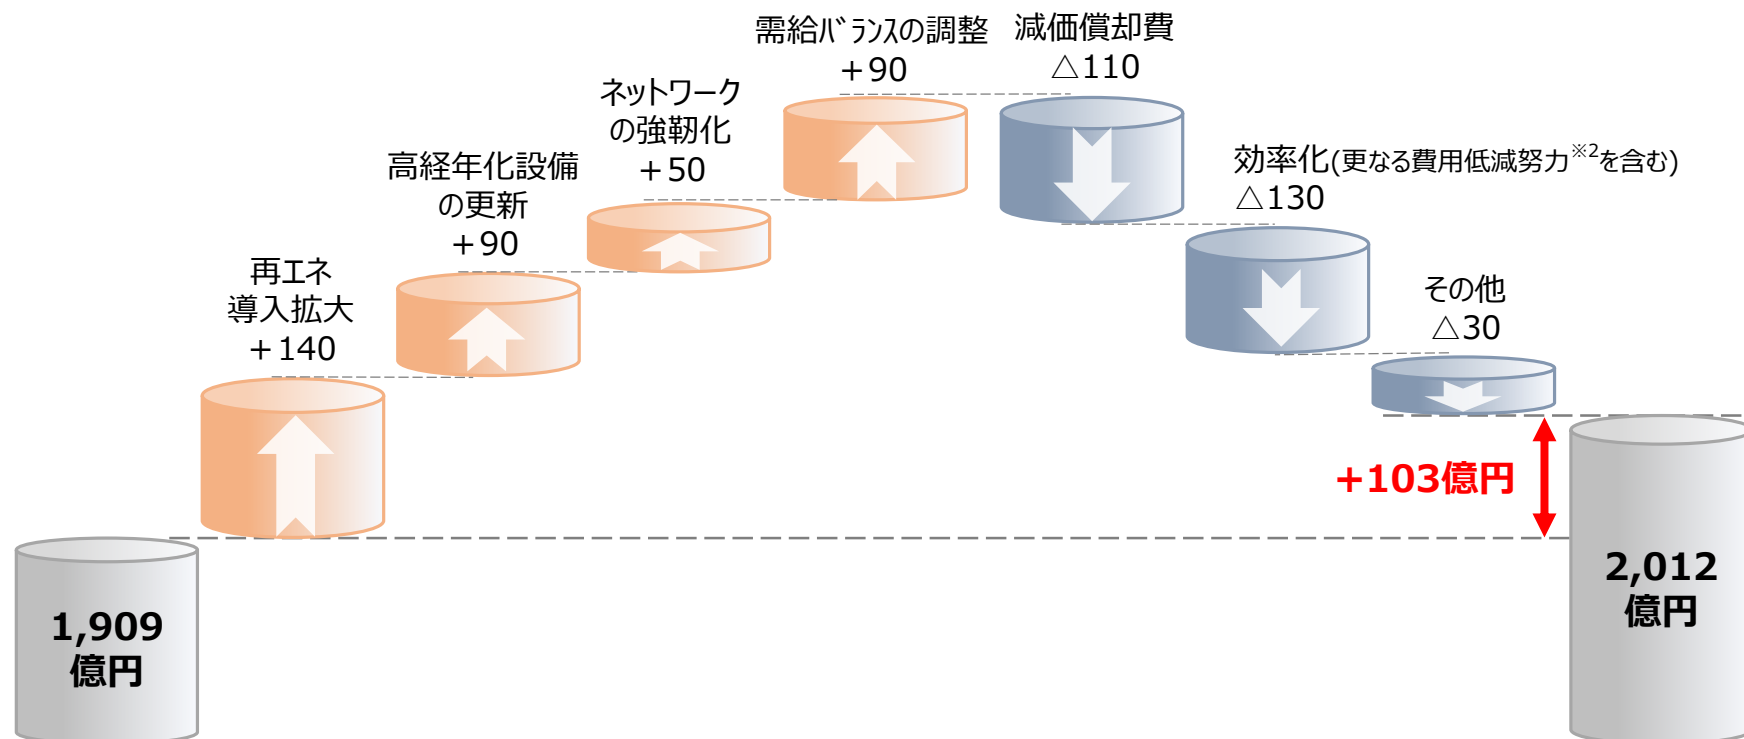 需給バランスの調整
+90
減価償却費
△110
ネットワーク
の強靭化
+50
高経年化設備
の更新
+90
効率化(更なる費用低減努力※2を含む)
△130
再エネ
導入拡大
+140
その他
△30
+103億円
1,909
億円
2,012
億円